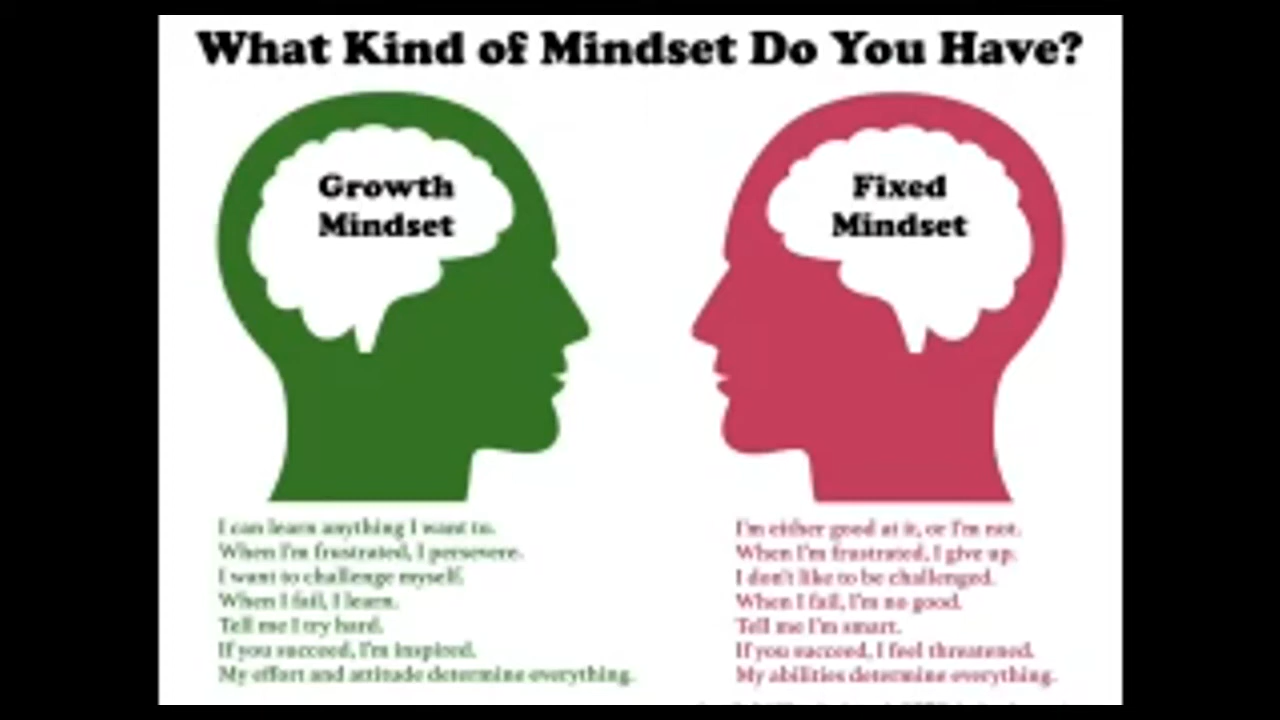 What Kind of Mindset Do You Have?
Growth
Mindset
I can learn anything I want to.
When I'm frustrated, I persevere.
I want to challenge myself.
When I fail, I learn.
Tell me I try hard.
If you succeed, I'm inspired.
My effort and attitude determine everything.
Fixed
Mindset
I'm either good at it, or I'm not.
When I'm frustrated, I give up.
I don't like to be challenged.
When I fail, I'm no good.
Tell me I'm smart.
If you succeed, I feel threatened.
My abilities determine everything.